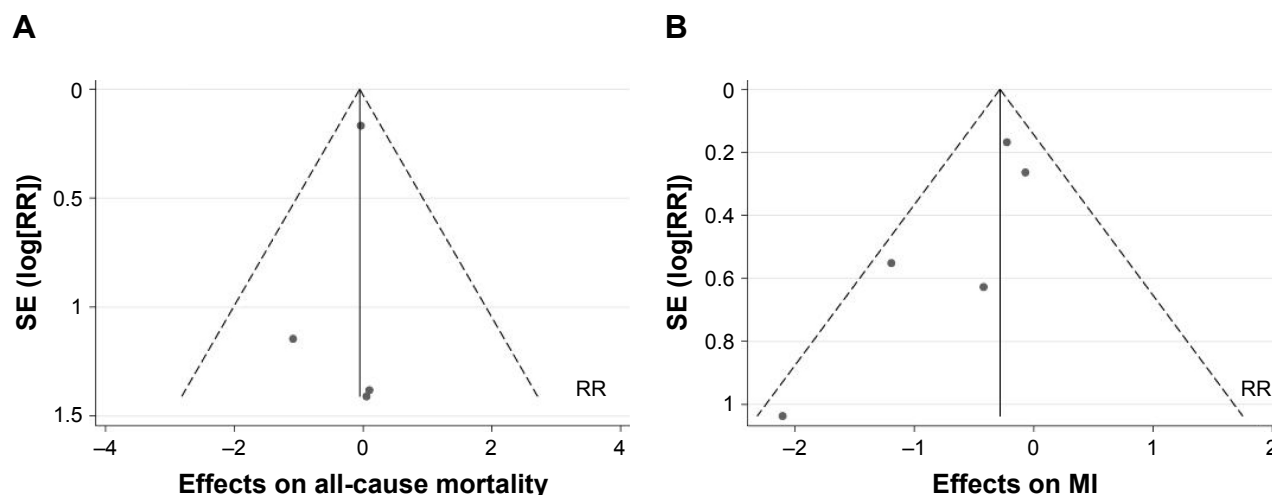 A
0
0.5
1
1.5
SE (log[RR])
RR
–4
–2
0
2
4
Effects on all-cause mortality
B
0
0.2
0.4
0.6
0.8
1
SE (log[RR])
RR
–2
–1
0
1
2
Effects on MI